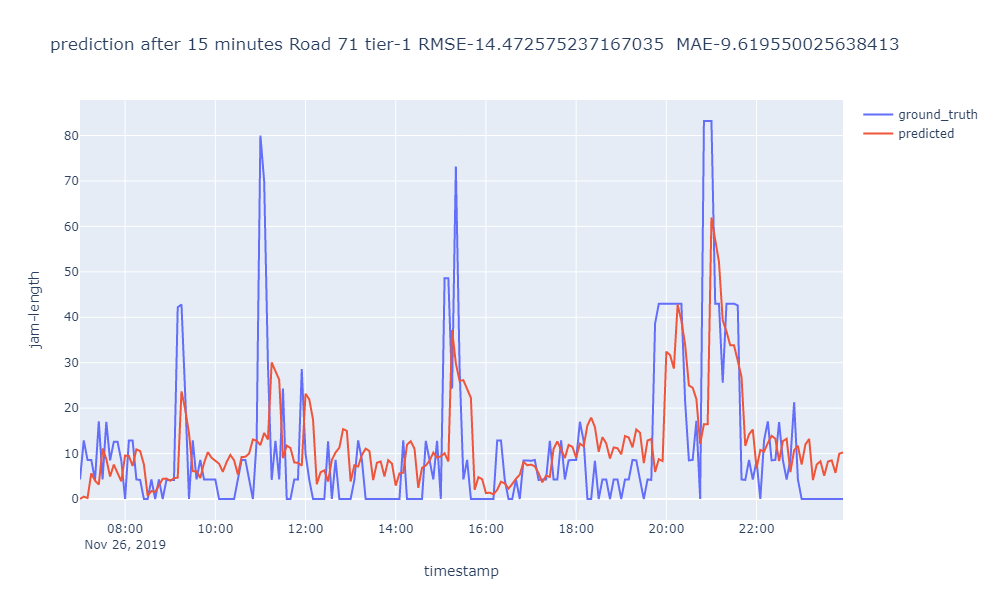 prediction after 15 minutes Road 71 tier-1 RMSE-14.472575237167035  MAE-9.619550025638413
ground_truth
predicted
80
70
60
50
40
30
20
10
0
jam-length
08:00 10:00 12:00 14:00 16:00 18:00 20:00 22:00
Nov 26, 2019
timestamp